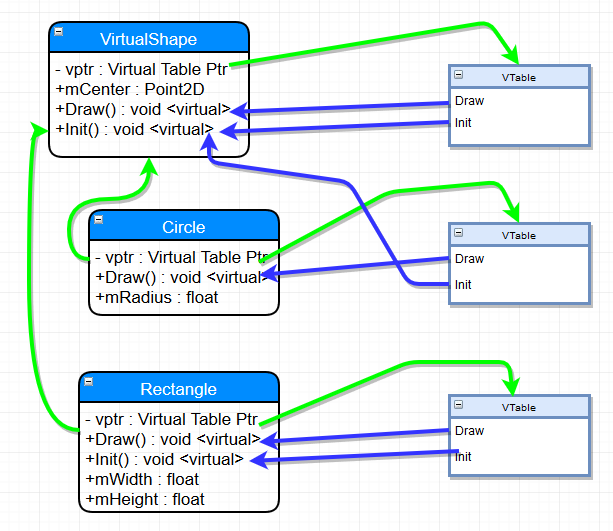 VirtualShape
- vptr : Virtual Table Ptr
+mCenter : Point2D
+Draw() : void <virtual>
+Init() : void <virtual>
VTable
Draw
Init
Circle
- vptr : Virtual Table Ptr
+Draw() : void <virtual>
+mRadius : float
VTable
Draw
Init
Rectangle
- vptr : Virtual Table Ptr
+Draw() : void <virtual>
+Init() : void <virtual>
+mWidth : float
+mHeight : float
VTable
Draw
Init